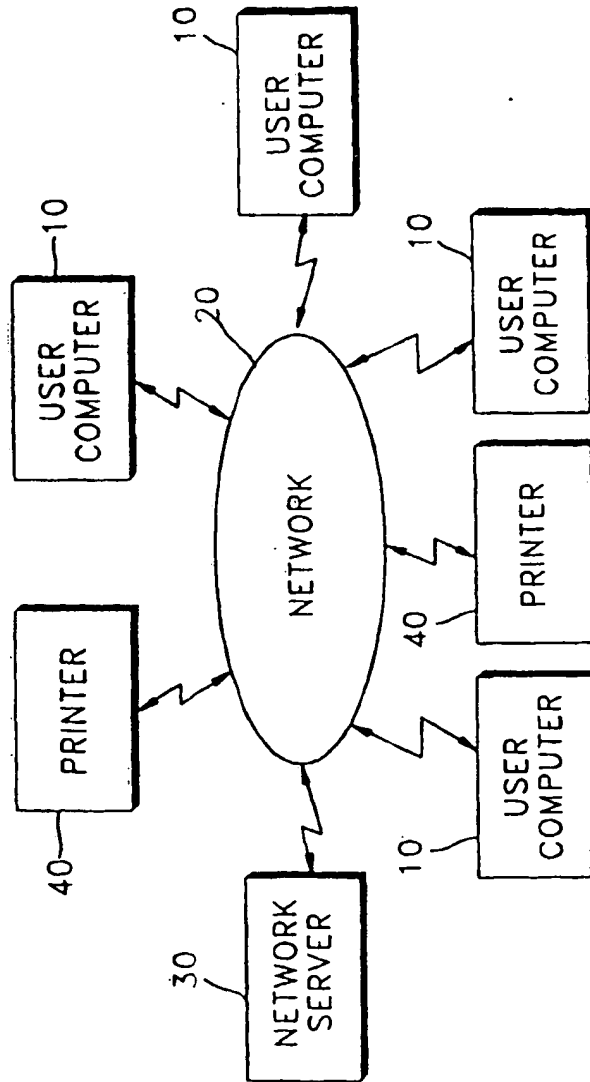 40
PRINTER
USER
COMPUTER
10
30
NETWORK
SERVER
NETWORK
20
10
USER
COMPUTER
10
USER
COMPUTER
40
PRINTER
10
USER
COMPUTER